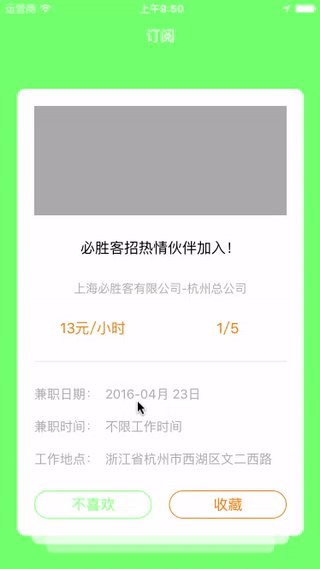 运营商 上午9:50
订阅
必胜客招热情伙伴加入！
上海必胜客有限公司-杭州总公司
13元/小时 1/5
兼职日期： 2016-04月 23日
兼职时间： 不限工作时间
工作地点： 浙江省杭州市西湖区文二西路
不喜欢 收藏